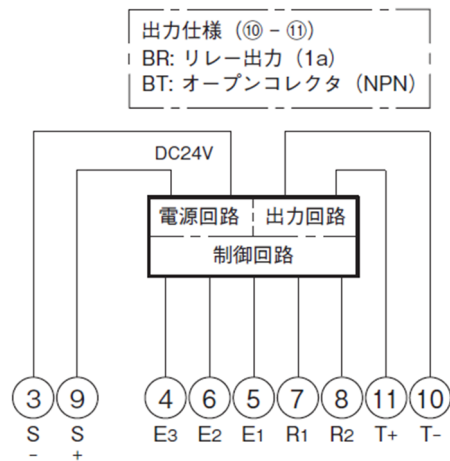 出力仕様（⑩－⑪）
BR: リレー出力（1a）
BT: オープンコレクタ（NPN）
DC24V
電源回路 出力回路
制御回路
3 9 4 6 5 7 8 11 10
S S E3 E2 E1 R1 R2 T+ T−
− +